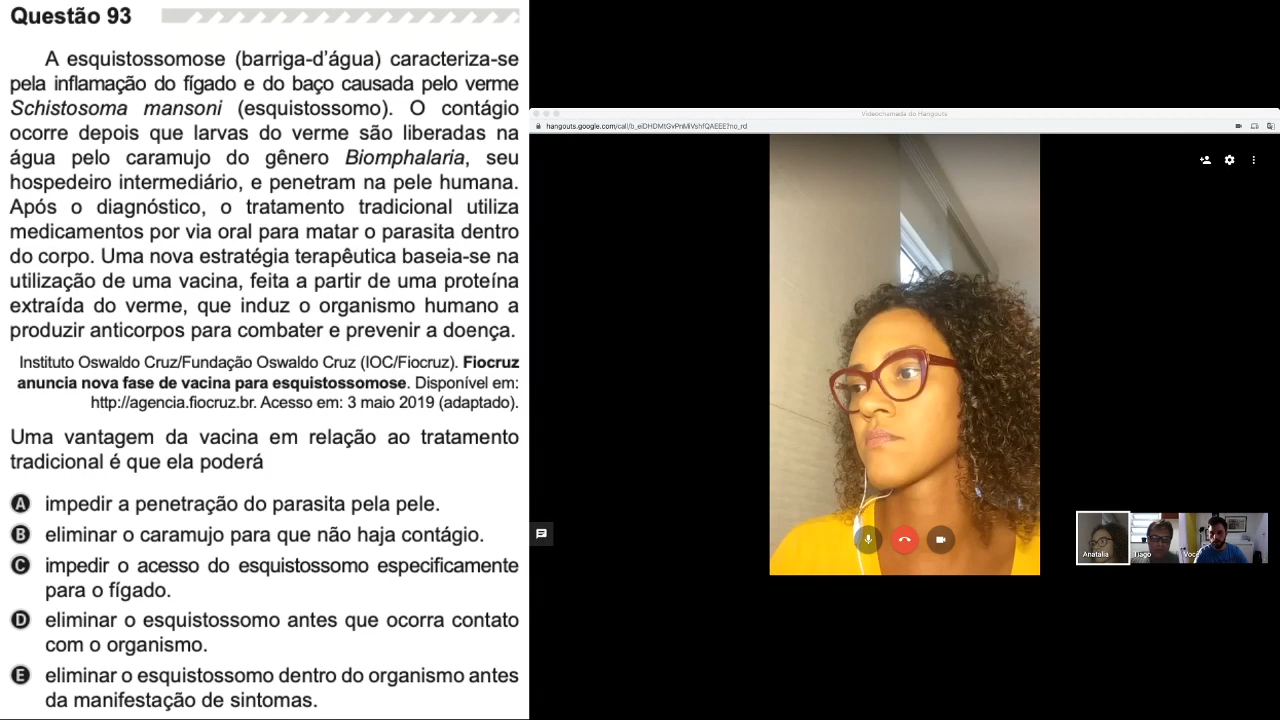 Questão 93
A esquistossomose (barriga-d’água) caracteriza-se
pela inflamação do fígado e do baço causada pelo verme
Schistosoma mansoni (esquistossomo). O contágio
ocorre depois que larvas do verme são liberadas na
água pelo caramujo do gênero Biomphalaria, seu
hospedeiro intermediário, e penetram na pele humana.
Após o diagnóstico, o tratamento tradicional utiliza
medicamentos por via oral para matar o parasita dentro
do corpo. Uma nova estratégia terapêutica baseia-se na
utilização de uma vacina, feita a partir de uma proteína
extraída do verme, que induz o organismo humano a
produzir anticorpos para combater e prevenir a doença.
Instituto Oswaldo Cruz/Fundação Oswaldo Cruz (IOC/Fiocruz). Fiocruz
anuncia nova fase de vacina para esquistossomose. Disponível em:
http://agencia.fiocruz.br. Acesso em: 3 maio 2019 (adaptado).
Uma vantagem da vacina em relação ao tratamento
tradicional é que ela poderá
A impedir a penetração do parasita pela pele.
B eliminar o caramujo para que não haja contágio.
C impedir o acesso do esquistossomo especificamente
para o fígado.
D eliminar o esquistossomo antes que ocorra contato
com o organismo.
E eliminar o esquistossomo dentro do organismo antes
da manifestação de sintomas.
Videochamada do Hangouts
Anatalia
Tiago
Você